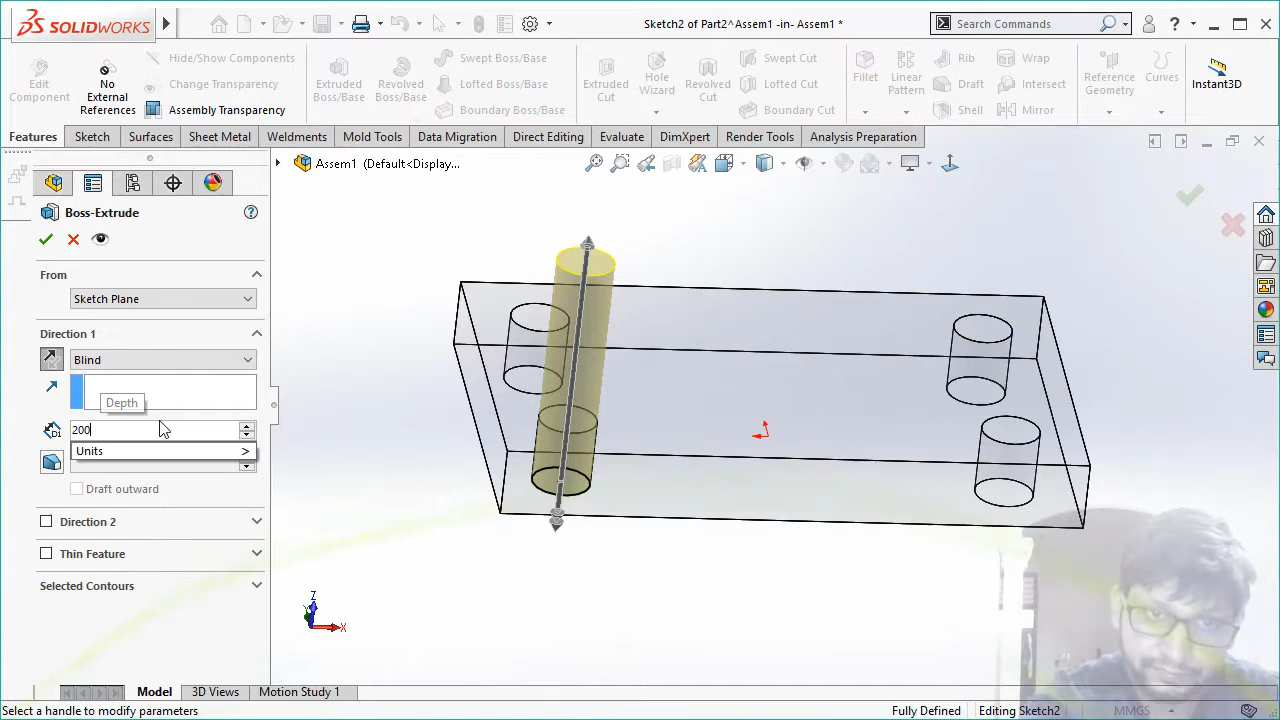 SOLIDWORKS
Sketch2 of Part2^Assem1 -in- Assem1 *
Search Commands
?
Edit Component
No External References
Hide/Show Components
Change Transparency
Assembly Transparency
Extruded Boss/Base
Revolved Boss/Base
Swept Boss/Base
Lofted Boss/Base
Boundary Boss/Base
Extruded Cut
Hole Wizard
Revolved Cut
Swept Cut
Lofted Cut
Boundary Cut
Fillet
Linear Pattern
Rib
Draft
Shell
Wrap
Intersect
Mirror
Reference Geometry
Curves
Instant3D
Features
Sketch
Surfaces
Sheet Metal
Weldments
Mold Tools
Data Migration
Direct Editing
Evaluate
DimXpert
Render Tools
Analysis Preparation
Assem1 (Default<Display...
Boss-Extrude
?
From
Sketch Plane
Direction 1
Blind
Depth
D1
200
Units >
Draft outward
Direction 2
Thin Feature
Selected Contours
Z
Y
X
Model
3D Views
Motion Study 1
Select a handle to modify parameters
Fully Defined
Editing Sketch2
MMGS